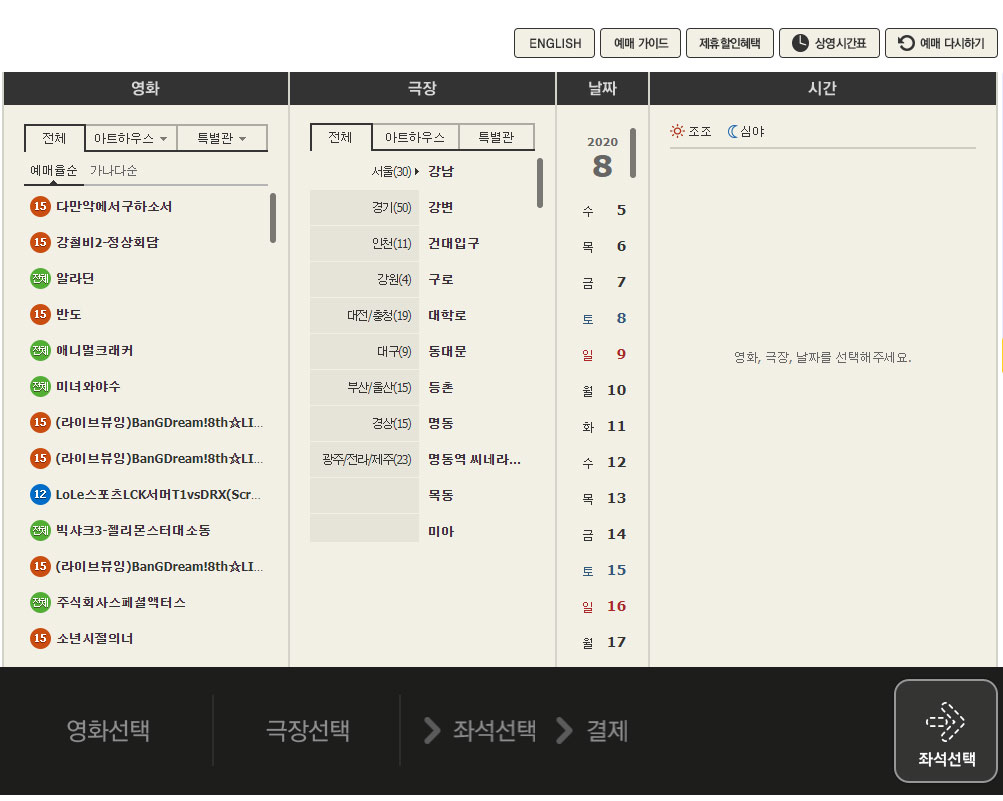 ENGLISH 예매 가이드 제휴할인혜택 상영시간표 예매 다시하기
영화 극장 날짜 시간
전체 아트하우스 특별관
예매율순 가나다순
15 다만악에서구하소서
15 강철비2-정상회담
전체 알라딘
15 반도
전체 애니멀크래커
전체 미녀와야수
15 (라이브뷰잉)BanGDream!8th☆LI...
15 (라이브뷰잉)BanGDream!8th☆LI...
12 LoLe스포츠LCK서머T1vsDRX(Scr...
전체 빅샤크3-젤리몬스터대소동
15 (라이브뷰잉)BanGDream!8th☆LI...
전체 주식회사스페셜액터스
15 소년시절의너
전체 아트하우스 특별관
서울(30) 강남
경기(50) 강변
인천(11) 건대입구
강원(4) 구로
대전/충청(19) 대학로
대구(9) 동대문
부산/울산(15) 등촌
경상(15) 명동
광주/전라/제주(23) 명동역 씨네라...
목동
미아
2020
8
수 5
목 6
금 7
토 8
일 9
월 10
화 11
수 12
목 13
금 14
토 15
일 16
월 17
조조 심야
영화, 극장, 날짜를 선택해주세요.
영화선택 극장선택 좌석선택 결제
좌석선택